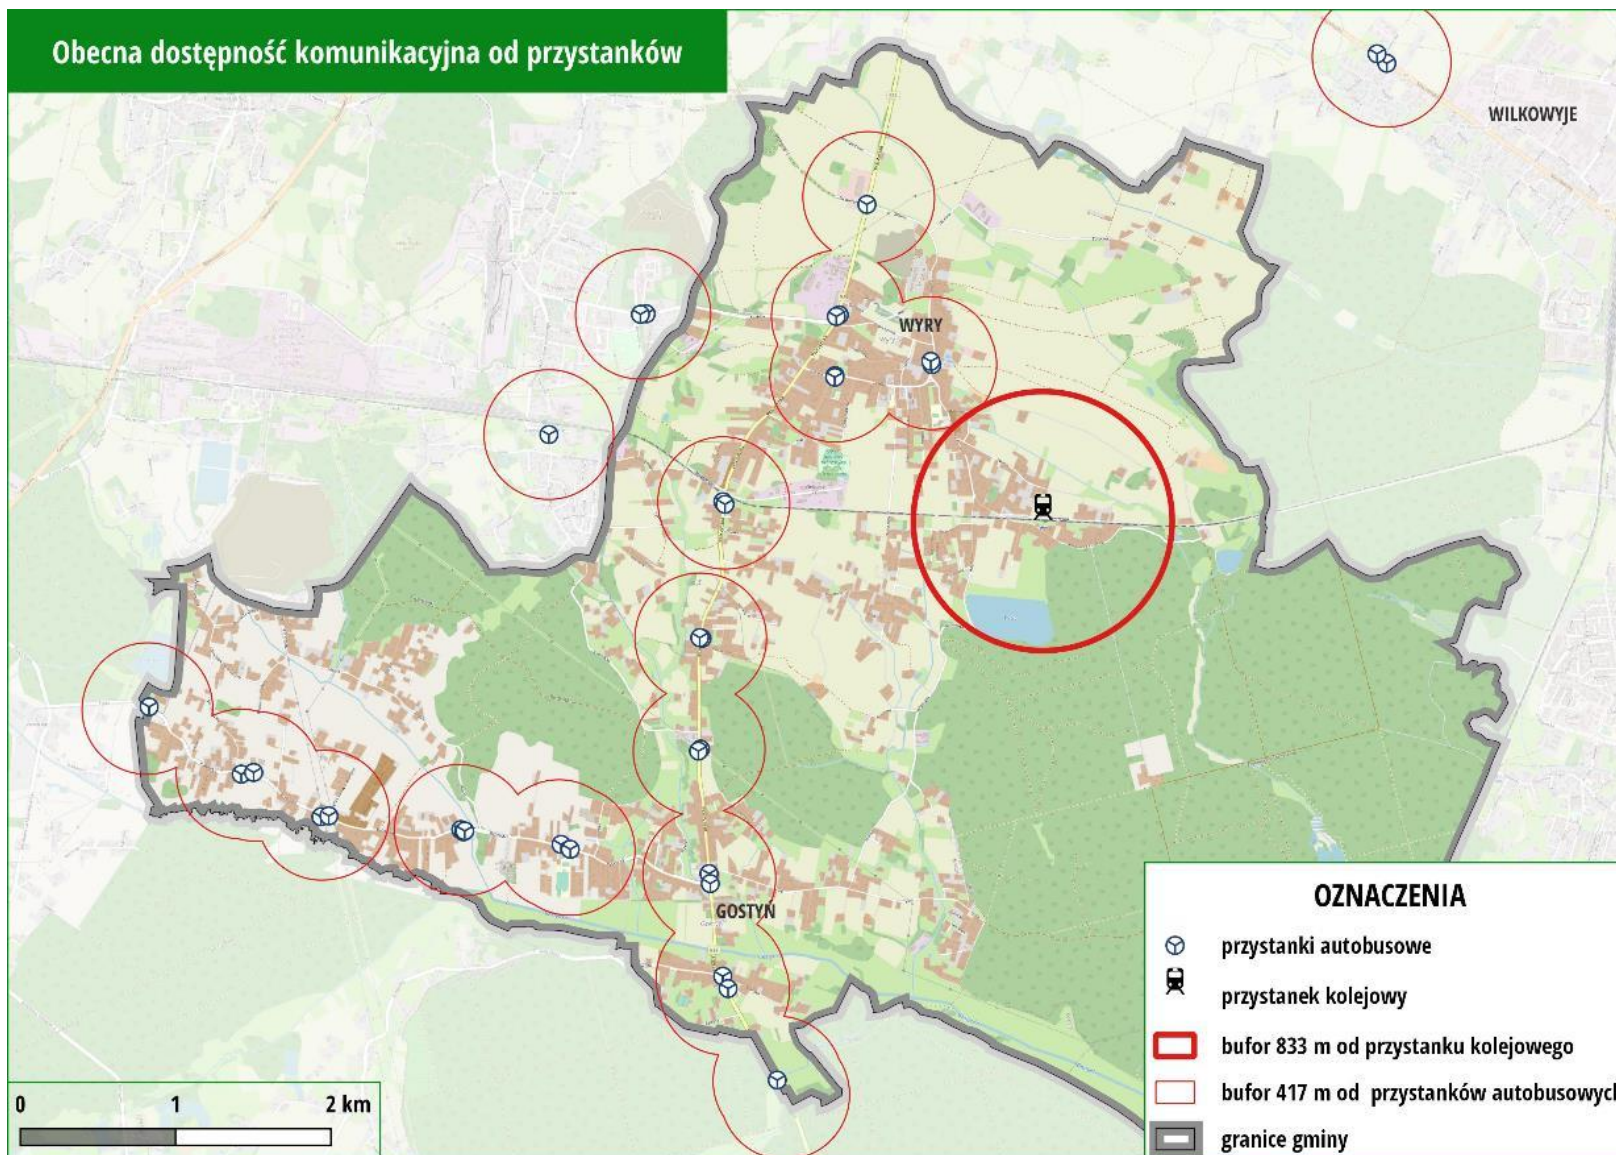 Obecna dostępność komunikacyjna od przystanków
WILKOWYJE
WYRY
GOSTYŃ
OZNACZENIA
przystanki autobusowe
przystanek kolejowy
bufor 833 m od przystanku kolejowego
bufor 417 m od przystanków autobusowych
granice gminy
0 1 2 km